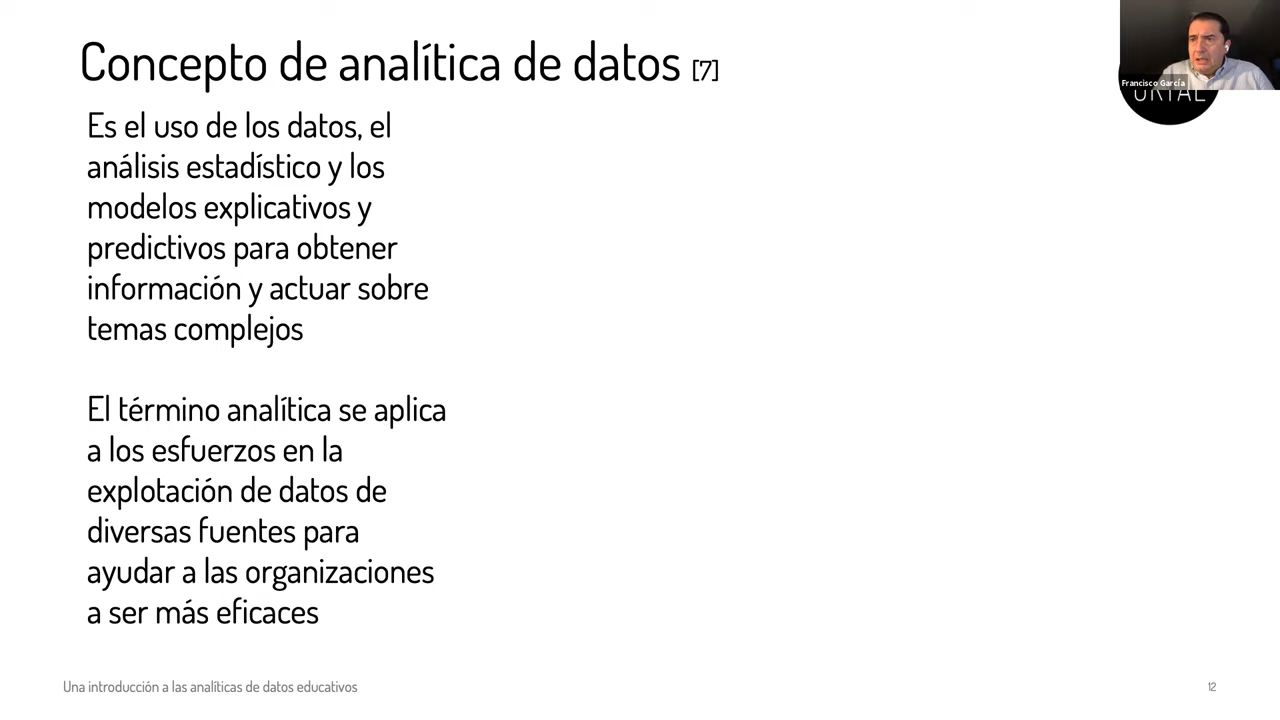 Concepto de analítica de datos [7]
Francisco García
Es el uso de los datos, el
análisis estadístico y los
modelos explicativos y
predictivos para obtener
información y actuar sobre
temas complejos
El término analítica se aplica
a los esfuerzos en la
explotación de datos de
diversas fuentes para
ayudar a las organizaciones
a ser más eficaces
Una introducción a las analíticas de datos educativos
12